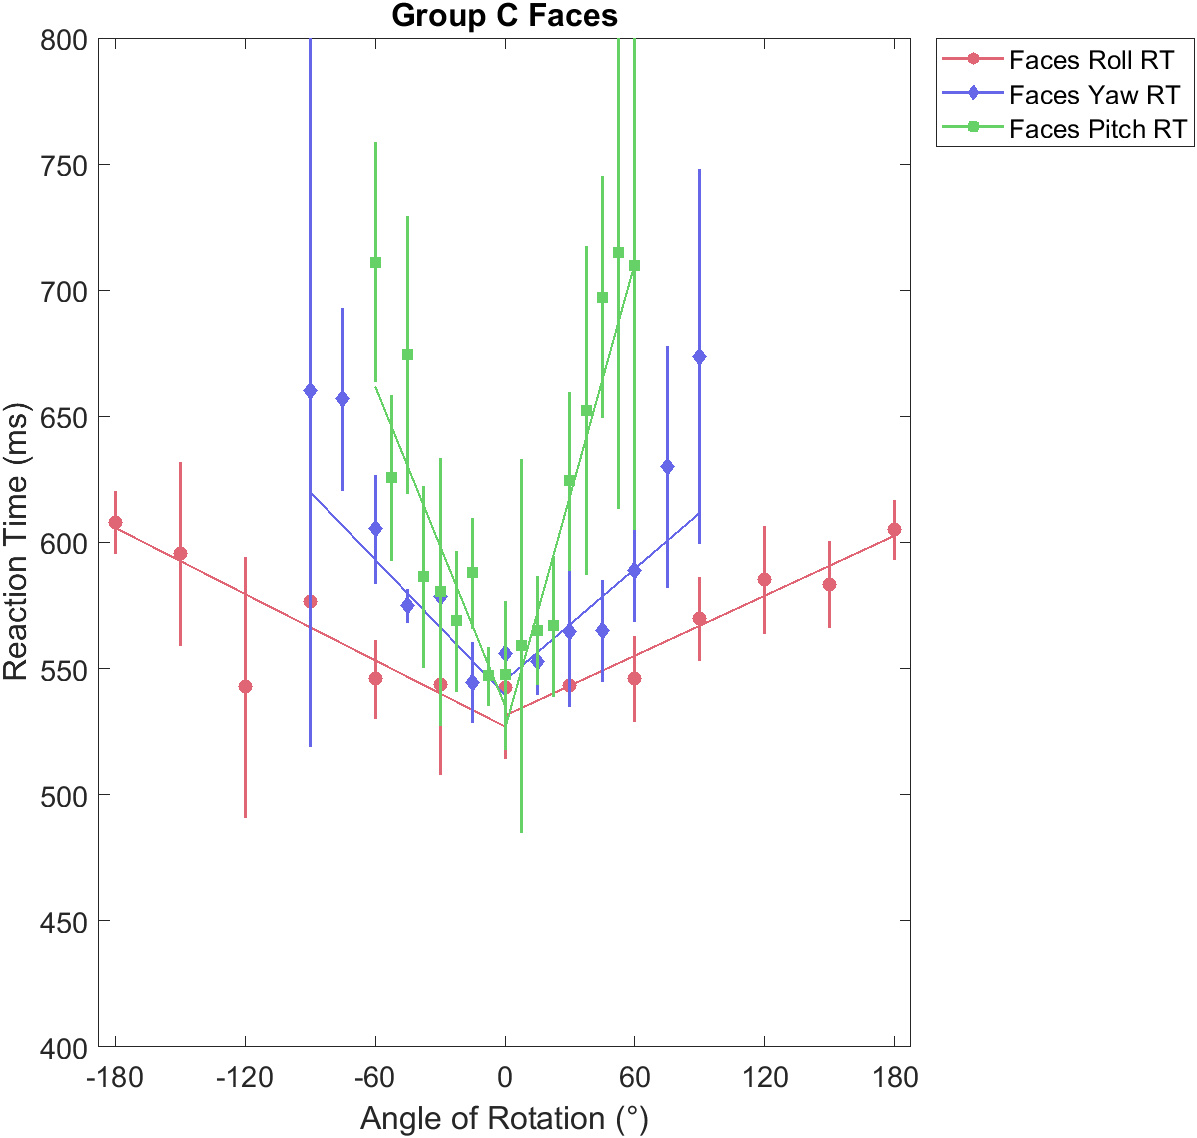 Group C Faces
800
750
700
650
600
550
500
450
400
-180
-120
-60
0
60
120
180
Reaction Time (ms)
Angle of Rotation (°)
Faces Roll RT
Faces Yaw RT
Faces Pitch RT